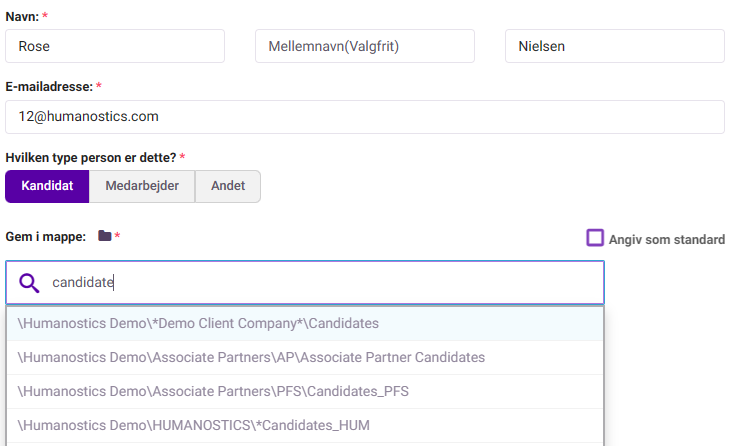 Navn: *
Rose Mellemnavn(Valgfrit) Nielsen
E-mailadresse: *
12@humanostics.com
Hvilken type person er dette? *
Kandidat Medarbejder Andet
Gem i mappe: * Angiv som standard
candidate
\Humanostics Demo\*Demo Client Company*\Candidates
\Humanostics Demo\Associate Partners\AP\Associate Partner Candidates
\Humanostics Demo\Associate Partners\PFS\Candidates_PFS
\Humanostics Demo\HUMANOSTICS\*Candidates_HUM